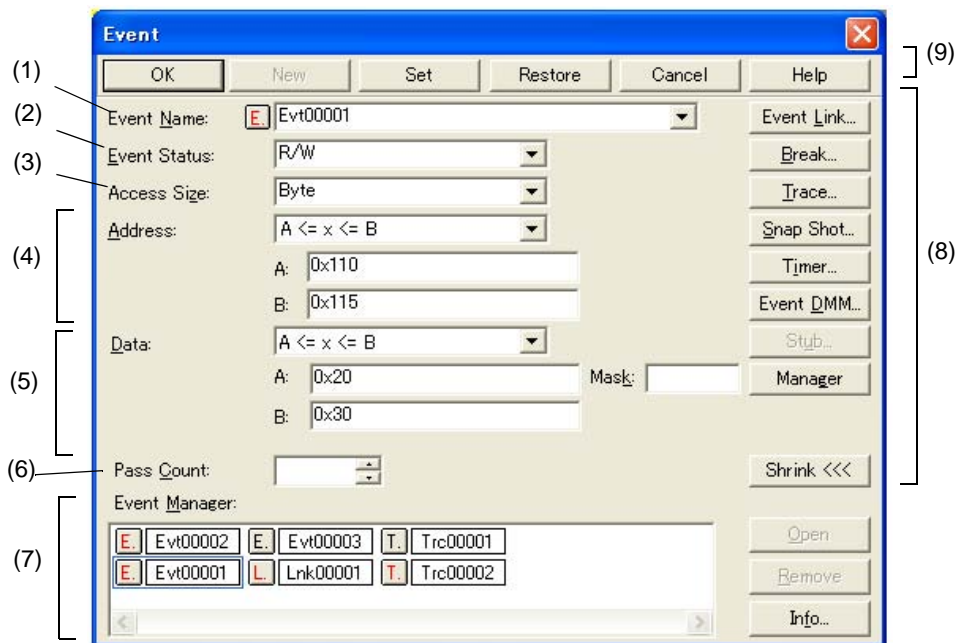 Event
(9)
OK New Set Restore Cancel Help
(1)
Event Name: E. Evt00001 Event Link...
(2)
Event Status: R/W Break...
(3)
Access Size: Byte Trace...
(4)
Address: A <= x <= B Snap Shot...
(8)
A: 0x110 Timer...
B: 0x115 Event DMM...
(5)
Data: A <= x <= B Stub...
A: 0x20 Mask: Manager
B: 0x30
(6)
Pass Count: Shrink <<<
Event Manager:
(7)
E. Evt00002 E. Evt00003 T. Trc00001 Open
E. Evt00001 L. Lnk00001 T. Trc00002 Remove
Info...